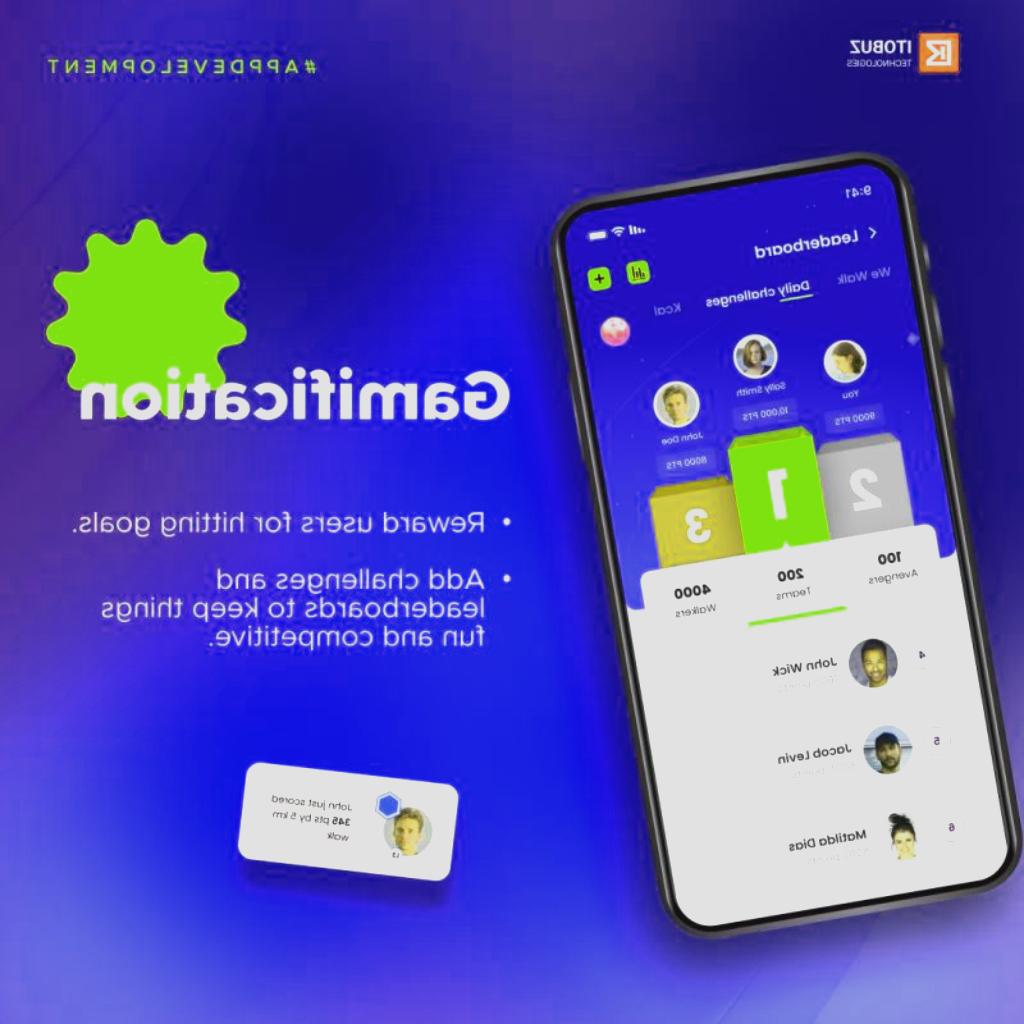 ITOBUZ
TECHNOLOGIES
#APPDEVELOPMENT
Gamification
• Reward users for hitting goals.
• Add challenges and
leaderboards to keep things
fun and competitive.
John just scored
345 pts by 5 km
walk
9:41
Leaderboard
We Walk Daily challenges Kcal
You
9000 PTS
Sally Smith
10,000 PTS
John Doe
8000 PTS
2 1 3
100 200 4000
Avengers Teams Walkers
4 John Wick
5 Jacob Levin
6 Matilda Dias